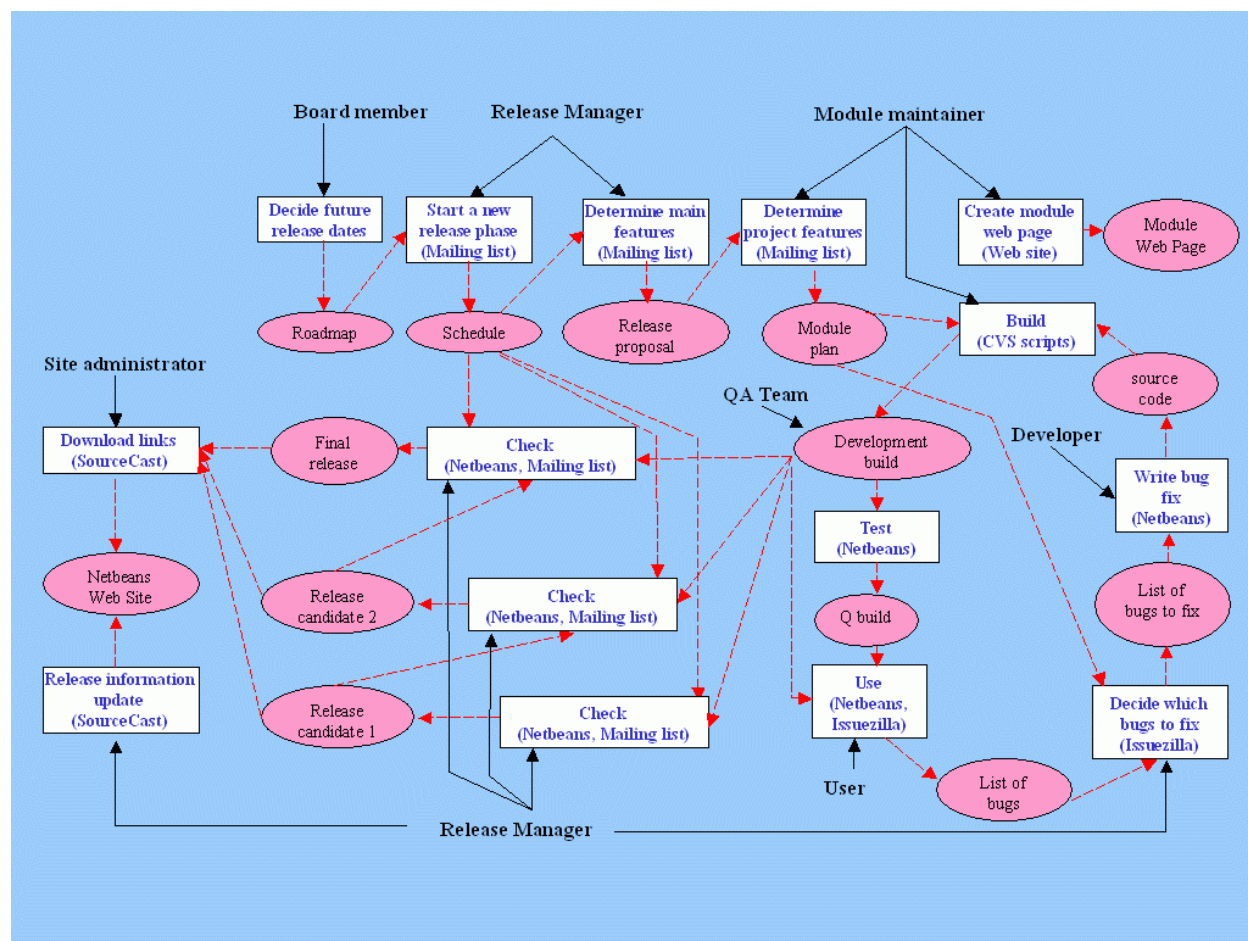 Board member
Release Manager
Module maintainer
Decide future
release dates
Start a new
release phase
(Mailing list)
Determine main
features
(Mailing list)
Determine
project features
(Mailing list)
Create module
web page
(Web site)
Module
Web Page
Roadmap
Schedule
Release
proposal
Module
plan
Build
(CVS scripts)
Site administrator
QA Team
source
code
Download links
(SourceCast)
Final
release
Check
(Netbeans, Mailing list)
Development
build
Developer
Write bug
fix
(Netbeans)
Test
(Netbeans)
Netbeans
Web Site
Release
candidate 2
Check
(Netbeans, Mailing list)
Q build
List of
bugs to fix
Release information
update
(SourceCast)
Release
candidate 1
Check
(Netbeans, Mailing list)
Use
(Netbeans,
Issuezilla)
Decide which
bugs to fix
(Issuezilla)
User
List of
bugs
Release Manager